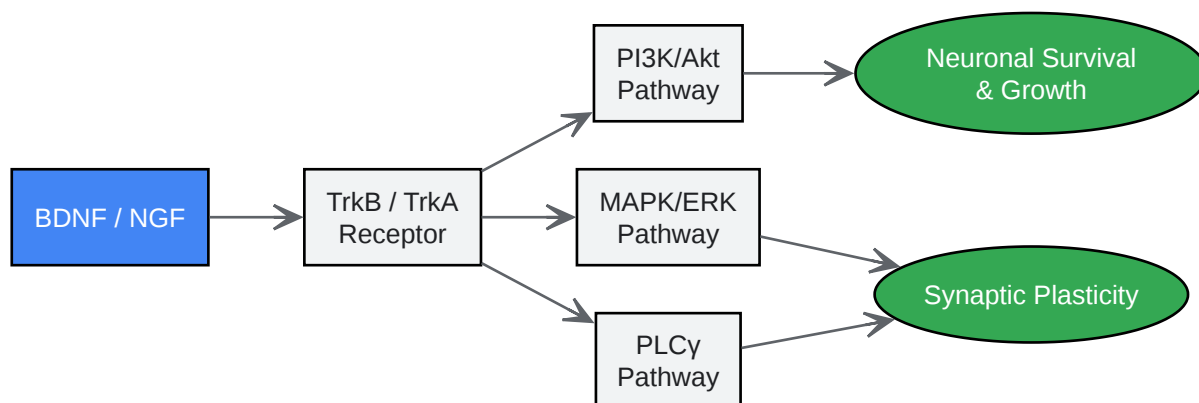 BDNF / NGF
TrkB / TrkA
Receptor
PI3K/Akt
Pathway
MAPK/ERK
Pathway
PLCγ
Pathway
Neuronal Survival
& Growth
Synaptic Plasticity